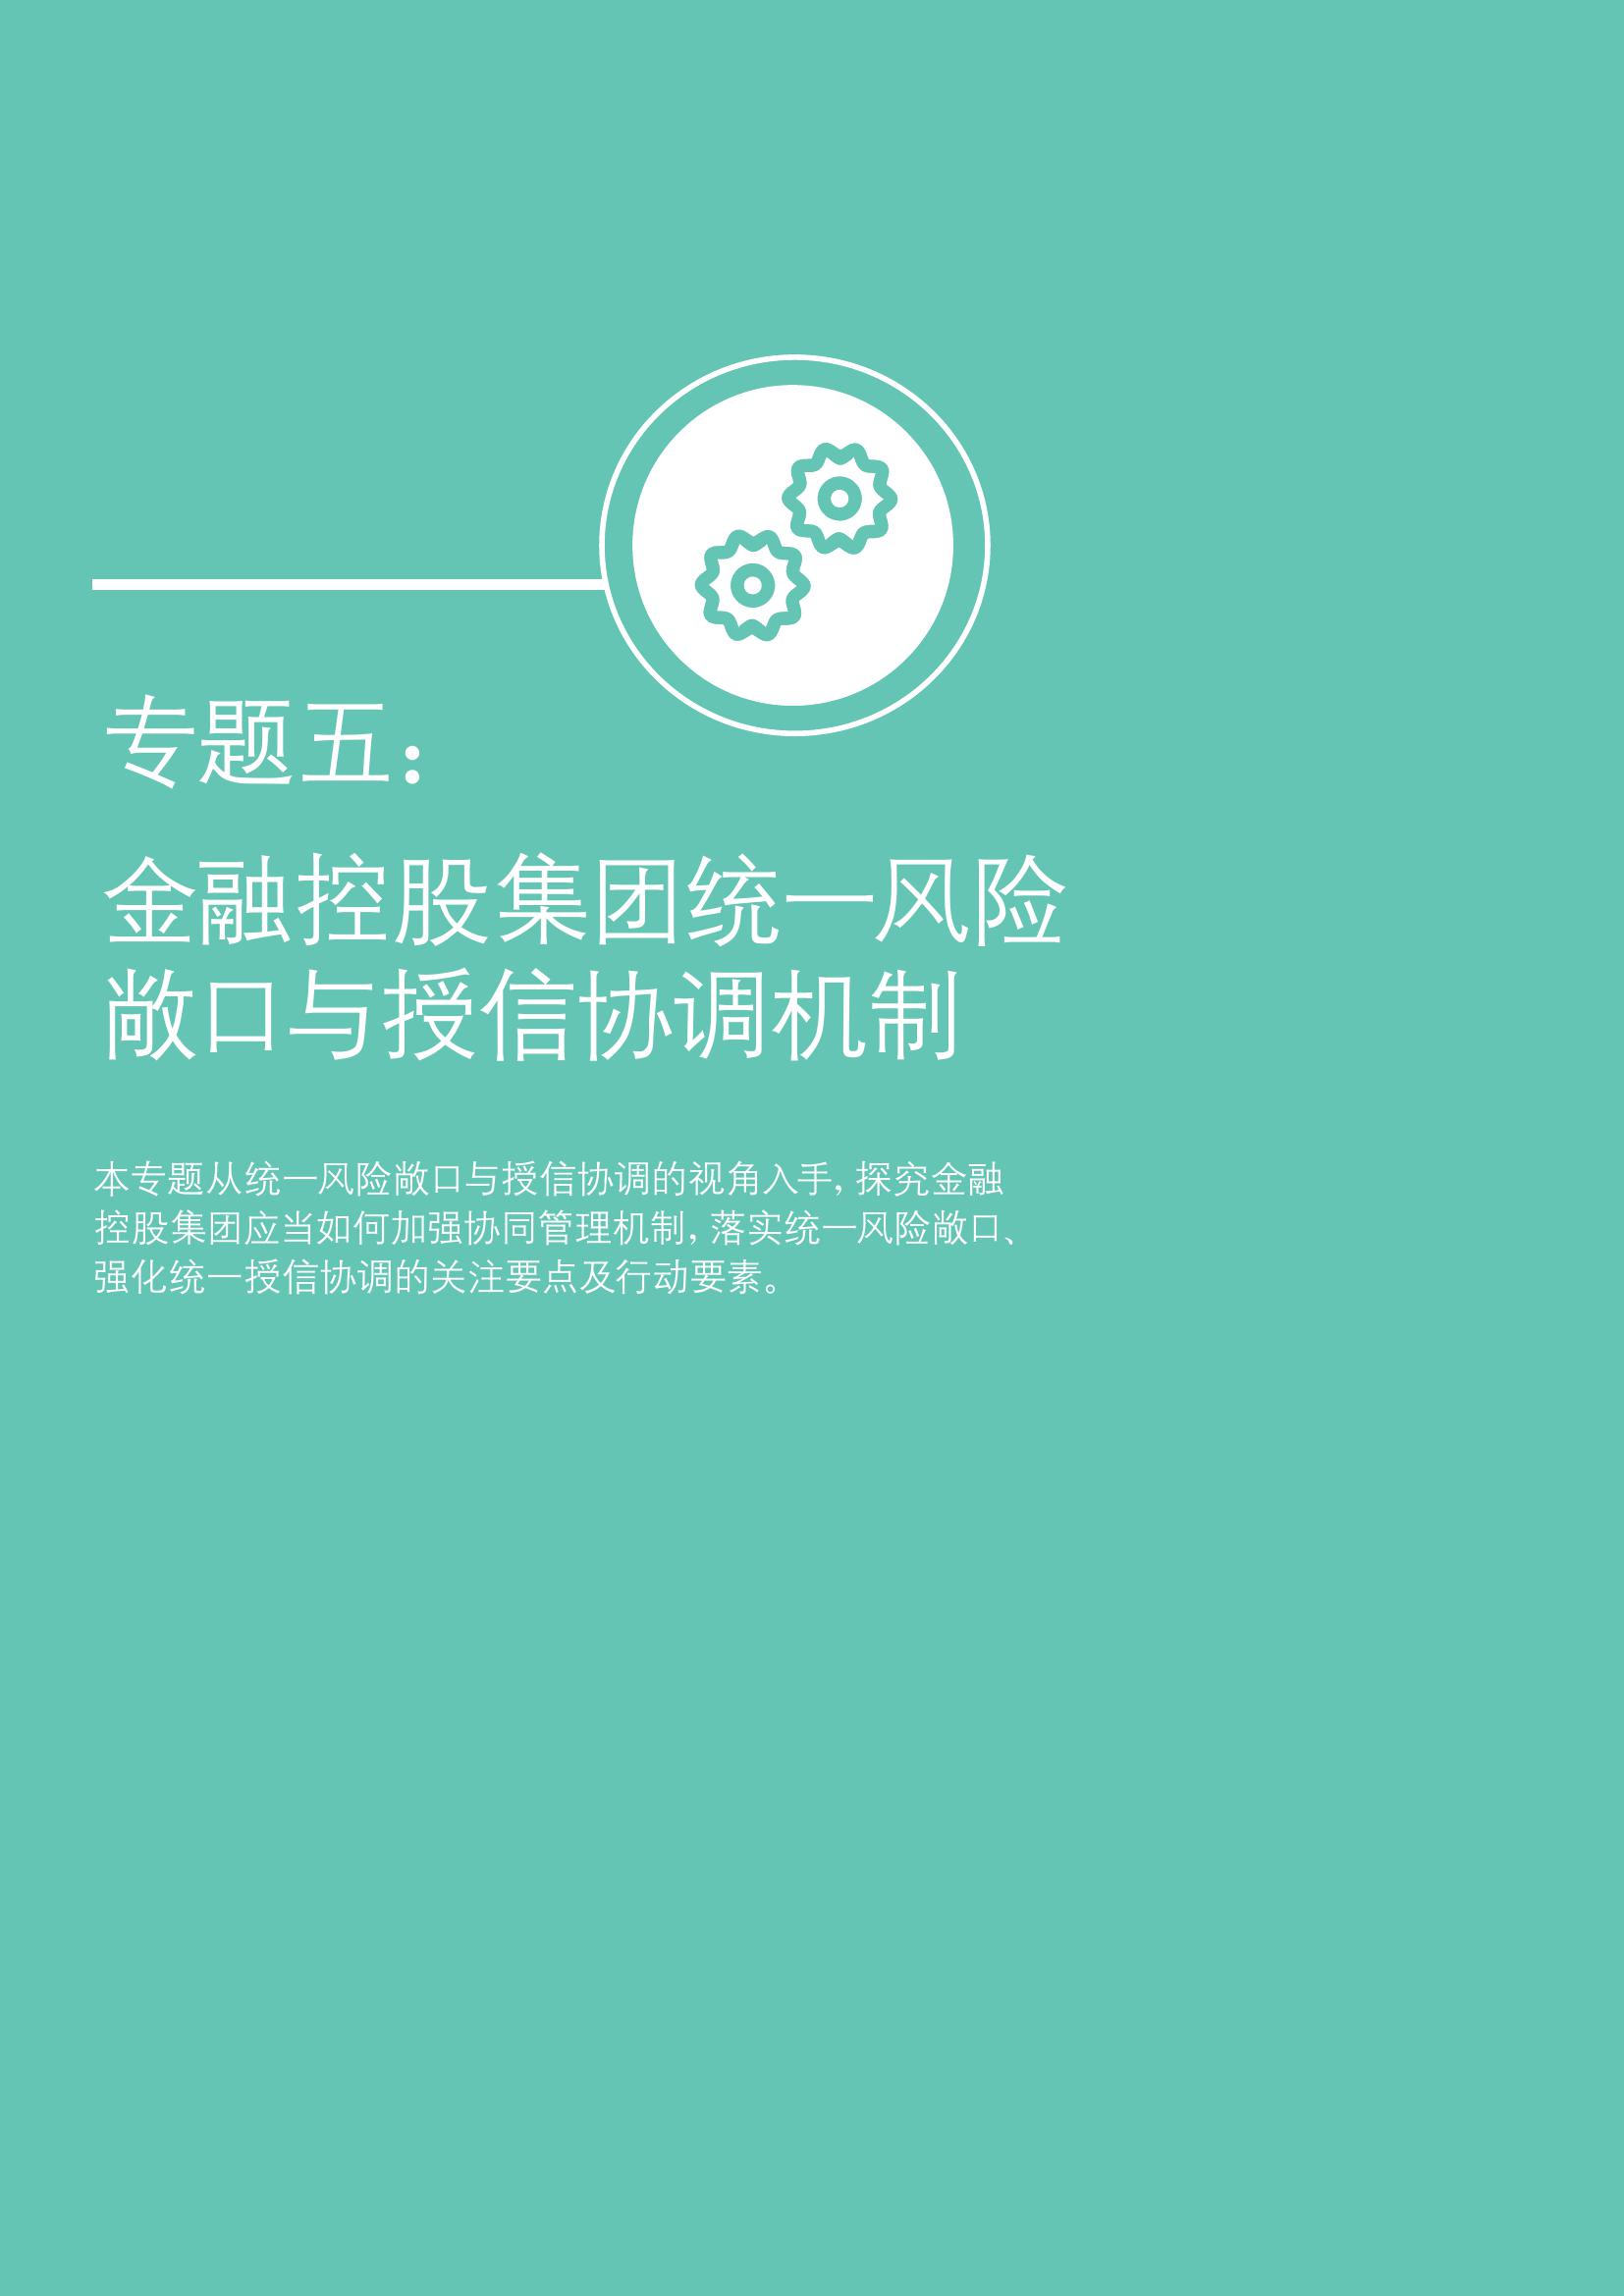 专题五：
金融控股集团统一风险
敞口与授信协调机制
本专题从统一风险敞口与授信协调的视角入手，探究金融
控股集团应当如何加强协同管理机制，落实统一风险敞口、
强化统一授信协调的关注要点及行动要素。